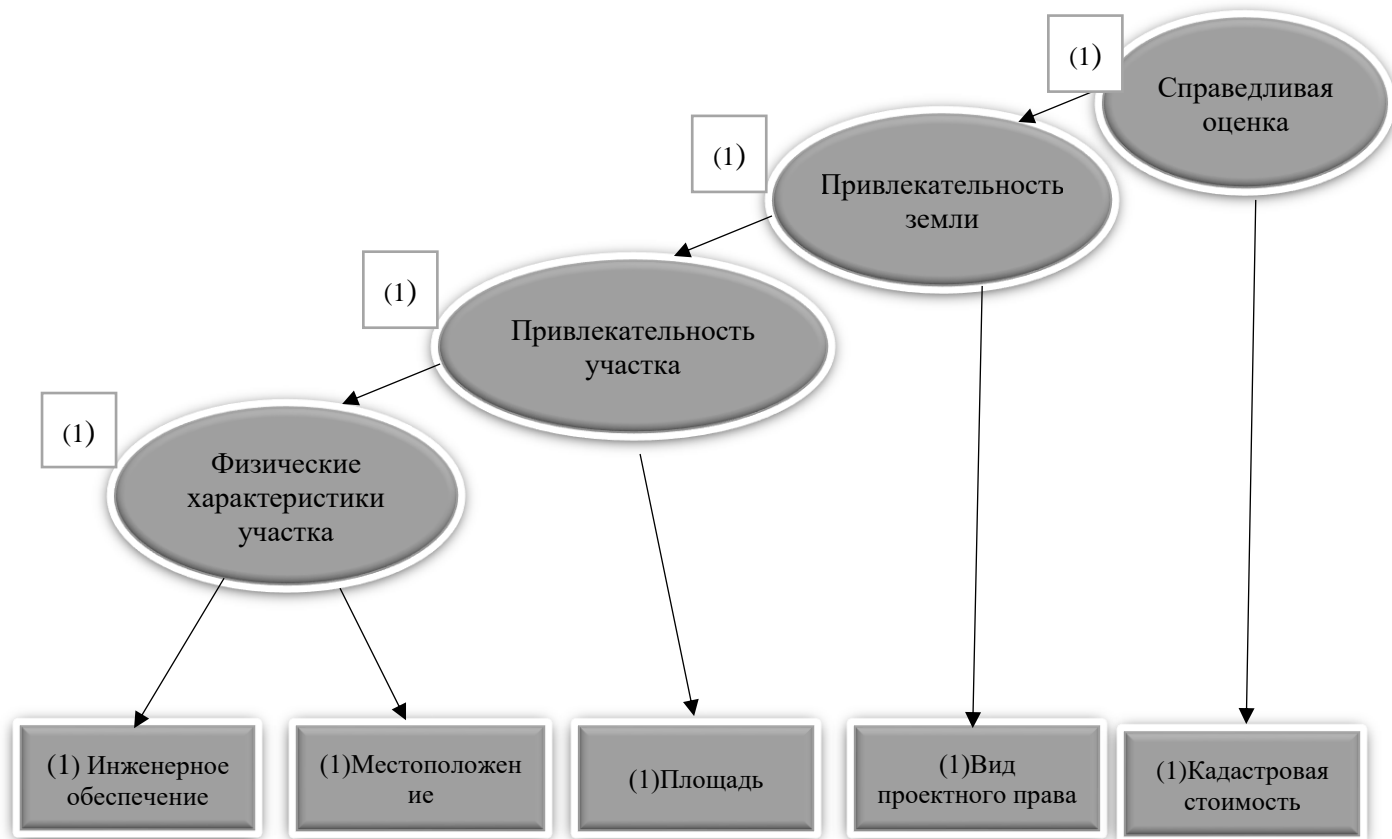 (1)
Справедливая
оценка
(1)
Привлекательность
земли
(1)
Привлекательность
участка
(1)
Физические
характеристики
участка
(1) Инженерное
обеспечение
(1)Местоположен
ие
(1)Площадь
(1)Вид
проектного права
(1)Кадастровая
стоимость